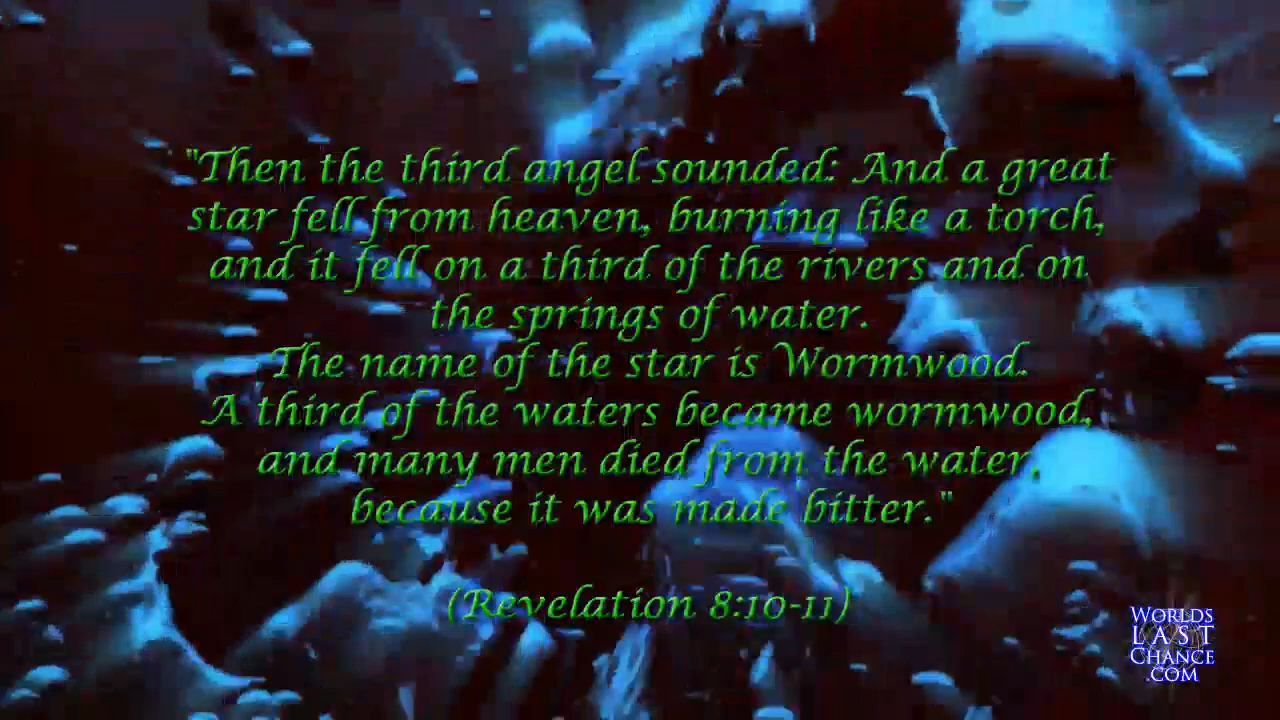 "Then the third angel sounded: And a great
star fell from heaven, burning like a torch,
and it fell on a third of the rivers and on
the springs of water.
The name of the star is Wormwood.
A third of the waters became wormwood,
and many men died from the water,
because it was made bitter."
(Revelation 8:10-11)
WORLDS
LAST
CHANCE
.COM